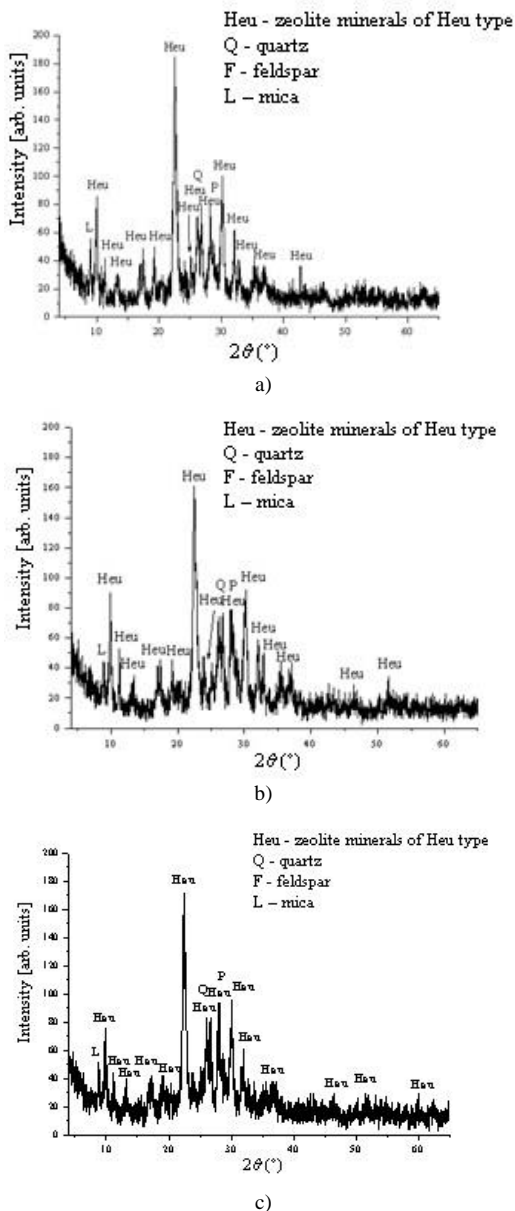 Heu - zeolite minerals of Heu type
Q - quartz
F - feldspar
L – mica
Intensity [arb. units]
200
180
160
140
120
100
80
60
40
20
0
Heu
Heu
L
Heu
Heu
Heu
Heu
Heu
Heu
Q
Heu
P
Heu
Heu
Heu
Heu
Heu
10
20
30
40
50
60
2ϑ(°)
a)
Heu - zeolite minerals of Heu type
Q - quartz
F - feldspar
L – mica
Intensity [arb. units]
200
180
160
140
120
100
80
60
40
20
0
Heu
Heu
L
Heu
Heu
Heu
Heu
Heu
Q
P
Heu
Heu
Heu
Heu
Heu
Heu
Heu
10
20
30
40
50
60
2ϑ(°)
b)
Heu - zeolite minerals of Heu type
Q - quartz
F - feldspar
L - mica
Intensity [arb. units]
200
180
160
140
120
100
80
60
40
20
0
Heu
Heu
L
Heu
Heu
Heu
Heu
Q
Heu
P
Heu
Heu
Heu
Heu
Heu
Heu
Heu
10
20
30
40
50
60
2ϑ(°)
c)